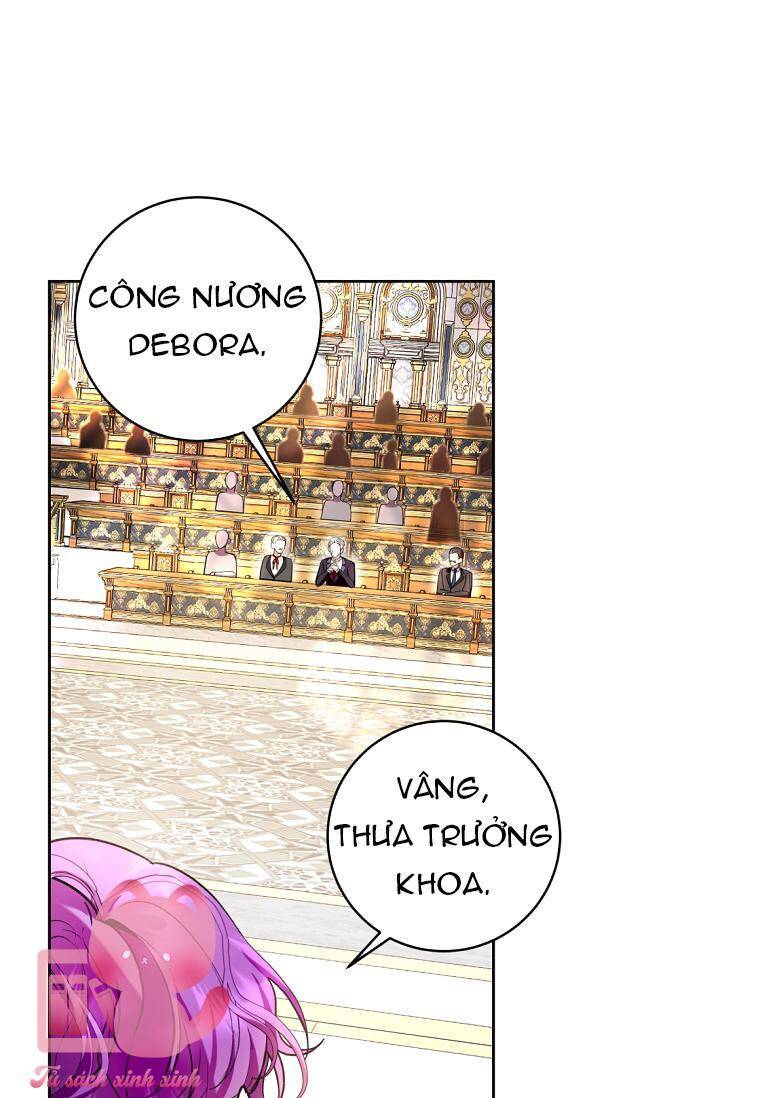 CÔNG NƯƠNG
DEBORA.
VÂNG,
THƯA TRƯỞNG
KHOA.
Tủ sách xinh xinh